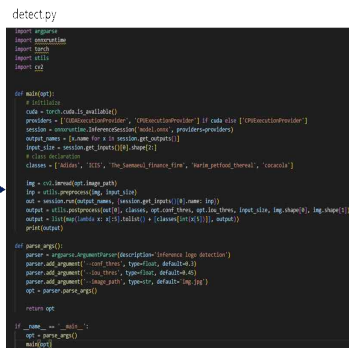 detect.py
import argparse
import onnxruntime
import torch
import utils
import cv2
def main(opt):
# initilaize
cuda = torch.cuda.is_available()
providers = ['CUDAExecutionProvider', 'CPUExecutionProvider'] if cuda else ['CPUExecutionProvider']
session = onnxruntime.InferenceSession('model.onnx', providers=providers)
output_names = [x.name for x in session.get_outputs()]
input_size = session.get_inputs()[0].shape[2:]
# class declaration
classes = ['Adidas', 'ICIS', 'The_Samaeul_finance_firm', 'Harim_petfood_thereal', 'cocacola']
img = cv2.imread(opt.image_path)
inp = utils.preprocess(img, input_size)
out = session.run(output_names, {session.get_inputs()[0].name: inp})
output = utils.postprocess(out[0], classes, opt.conf_thres, opt.iou_thres, input_size, img.shape[0], img.shape[1])
output = list(map(lambda x: x[:5].tolist() + [classes[int(x[5])]], output))
print(output)
def parse_args():
parser = argparse.ArgumentParser(description='inference logo detection')
parser.add_argument('--conf_thres', type=float, default=0.3)
parser.add_argument('--iou_thres', type=float, default=0.45)
parser.add_argument('--image_path', type=str, default='img.jpg')
opt = parser.parse_args()
return opt
if __name__ == '__main__':
opt = parse_args()
main(opt)